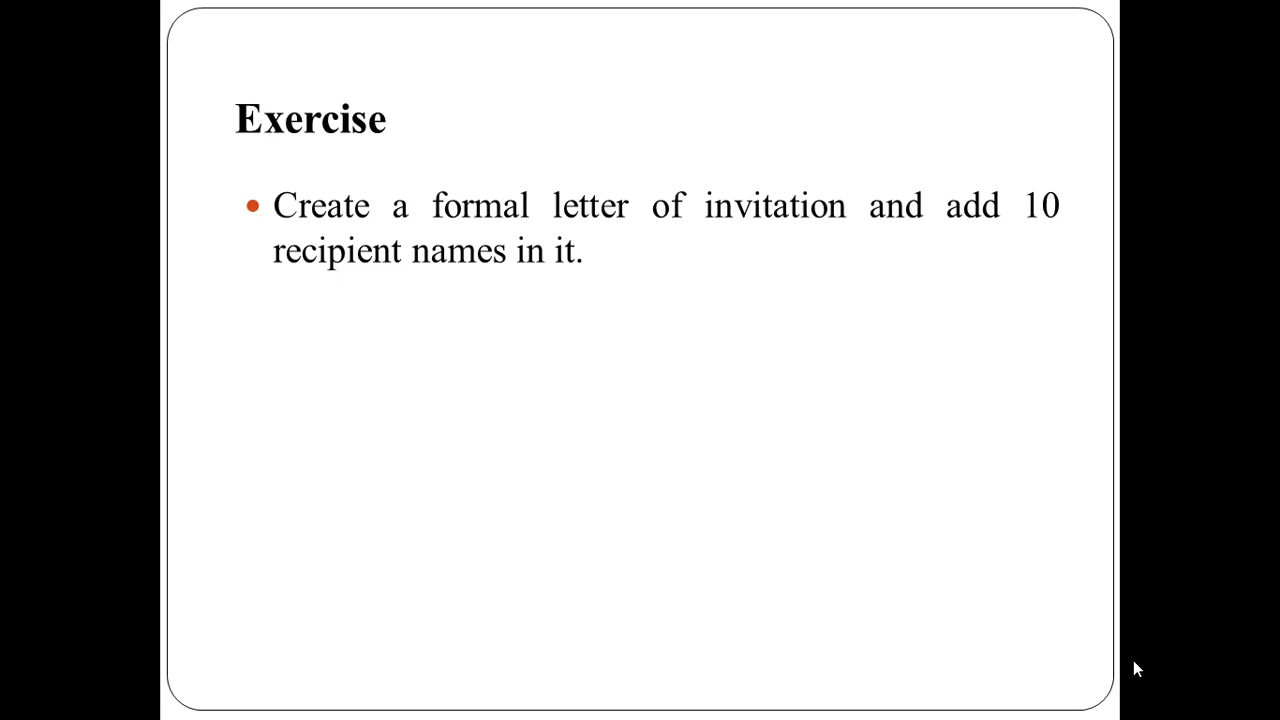 Exercise
• Create a formal letter of invitation and add 10
recipient names in it.